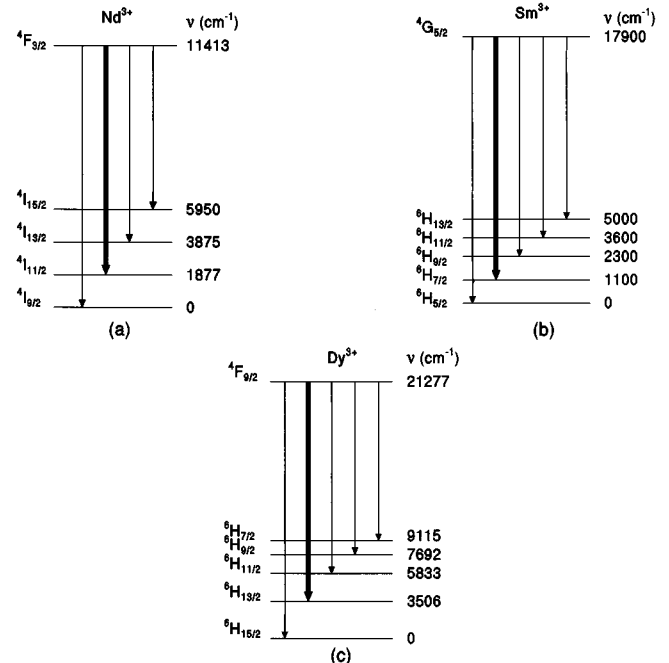 Nd³⁺ ν (cm⁻¹)
⁴F₃/₂ 11413
⁴I₁₅/₂ 5950
⁴I₁₃/₂ 3875
⁴I₁₁/₂ 1877
⁴I₉/₂ 0
(a)
Sm³⁺ ν (cm⁻¹)
⁴G₅/₂ 17900
⁶H₁₃/₂ 5000
⁶H₁₁/₂ 3600
⁶H₉/₂ 2300
⁶H₇/₂ 1100
⁶H₅/₂ 0
(b)
Dy³⁺ ν (cm⁻¹)
⁴F₉/₂ 21277
⁶H₇/₂ 9115
⁶H₉/₂ 7692
⁶H₁₁/₂ 5833
⁶H₁₃/₂ 3506
⁶H₁₅/₂ 0
(c)